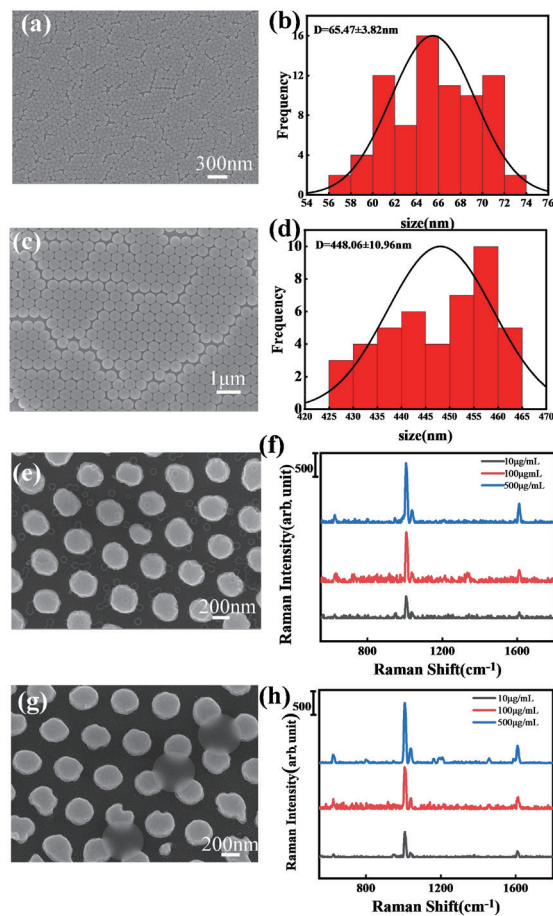 (a)
300nm
(b)
D=65.47±3.82nm
Frequency
16
12
8
4
0
54 56 58 60 62 64 66 68 70 72 74 76
size(nm)
(c)
1μm
(d)
D=448.06±10.96nm
Frequency
10
8
6
4
2
0
420 425 430 435 440 445 450 455 460 465 470
size(nm)
(e)
200nm
(f)
500
10μg/mL
100μgmL
500μg/mL
Raman Intensity(arb. unit)
800 1200 1600
Raman Shift(cm⁻¹)
(g)
200nm
(h)
500
10μg/mL
100μg/mL
500μg/mL
Raman Intensity(arb, unit)
800 1200 1600
Raman Shift(cm⁻¹)